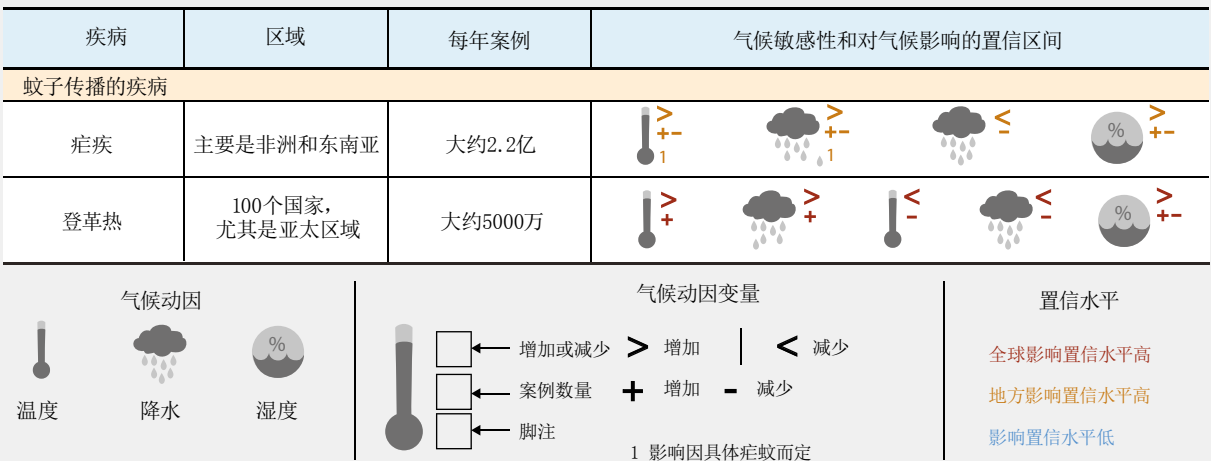 疾病 区域 每年案例 气候敏感性和对气候影响的置信区间
蚊子传播的疾病
疟疾 主要是非洲和东南亚 大约2.2亿 > +- 1 > +- 1 < - % > +-
登革热 100个国家，
尤其是亚太区域 大约5000万 > + > + < - < - % > +-
气候动因
%
温度 降水 湿度
气候动因变量
增加或减少 > 增加 < 减少
案例数量 + 增加 - 减少
脚注
1 影响因具体疟蚊而定
置信水平
全球影响置信水平高
地方影响置信水平高
影响置信水平低